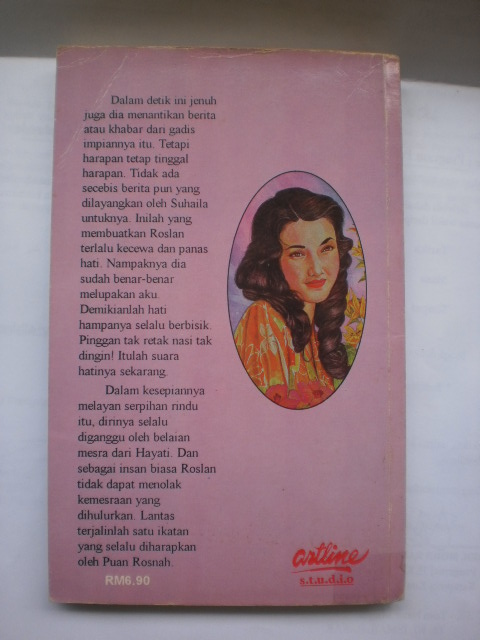 Dalam detik ini jenuh
juga dia menantikan berita
atau khabar dari gadis
impiannya itu. Tetapi
harapan tetap tinggal
harapan. Tidak ada
secebis berita pun yang
dilayangkan oleh Suhaila
untuknya. Inilah yang
membuatkan Roslan
terlalu kecewa dan panas
hati. Nampaknya dia
sudah benar-benar
melupakan aku.
Demikianlah hati
hampanya selalu berbisik.
Pinggan tak retak nasi tak
dingin! Itulah suara
hatinya sekarang.
Dalam kesepiannya
melayan serpihan rindu
itu, dirinya selalu
diganggu oleh belaian
mesra dari Hayati. Dan
sebagai insan biasa Roslan
tidak dapat menolak
kemesraan yang
dihulurkan. Lantas
terjalinlah satu ikatan
yang selalu diharapkan
oleh Puan Rosnah.
RM6.90
artline
s.t.u.d.i.o